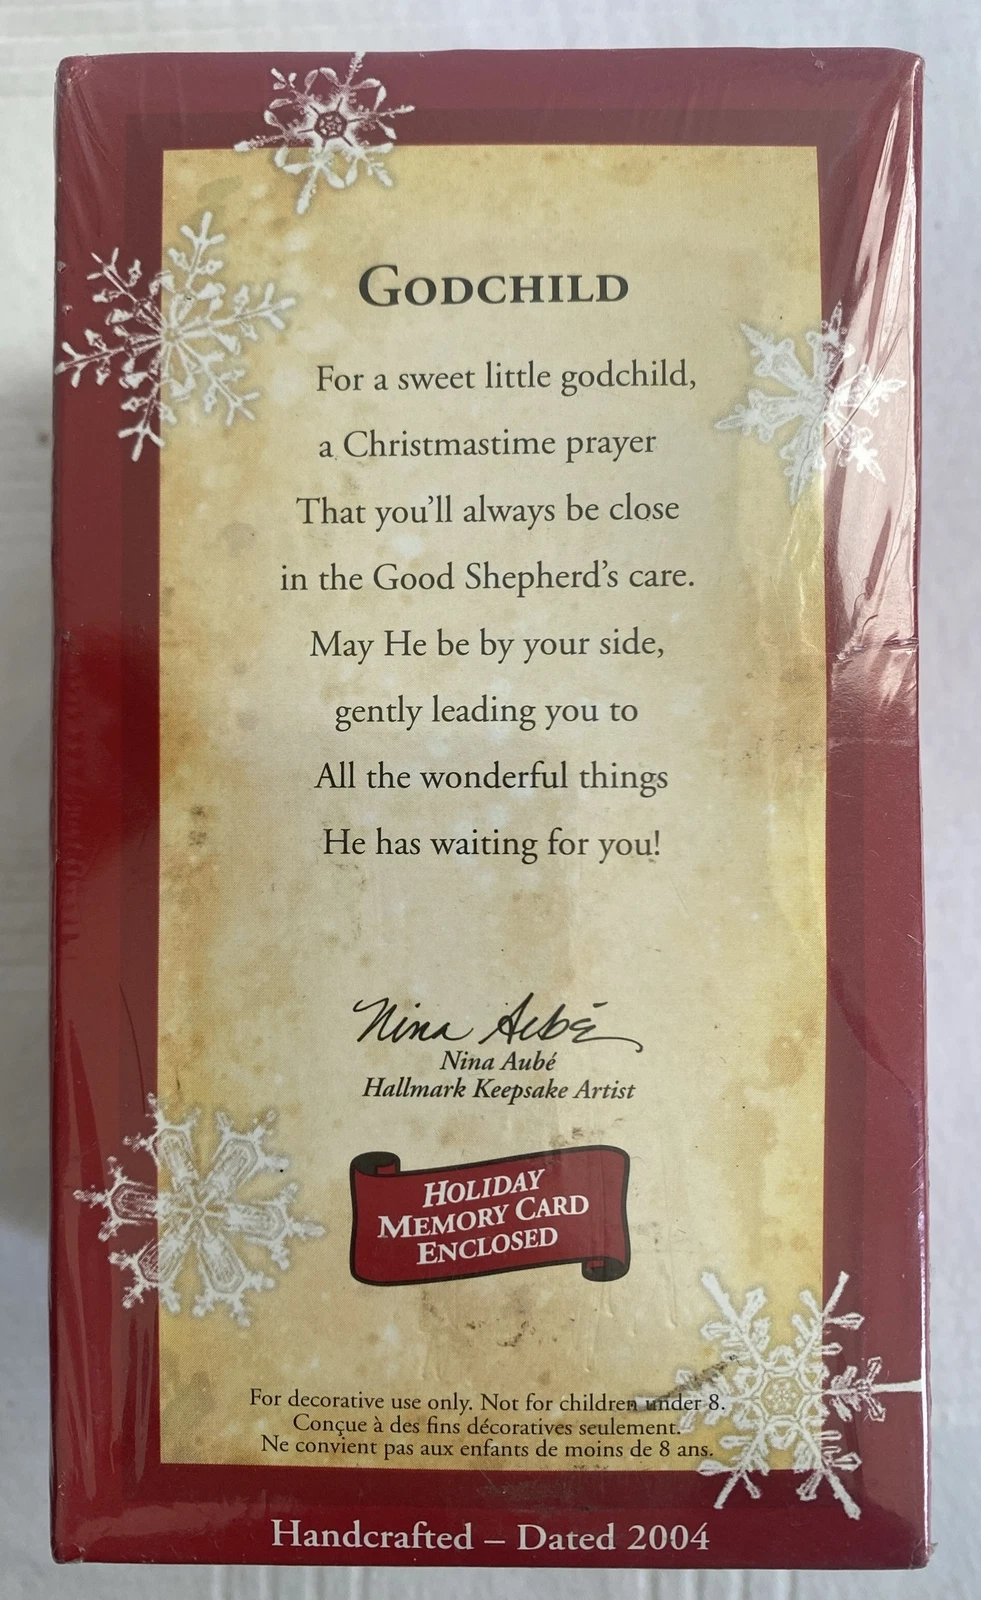 GODCHILD
For a sweet little godchild,
a Christmastime prayer
That you'll always be close
in the Good Shepherd's care.
May He be by your side,
gently leading you to
All the wonderful things
He has waiting for you!
Nina Aubé
Nina Aubé
Hallmark Keepsake Artist
HOLIDAY
MEMORY CARD
ENCLOSED
For decorative use only. Not for children under 8.
Conçue à des fins décoratives seulement.
Ne convient pas aux enfants de moins de 8 ans.
Handcrafted – Dated 2004